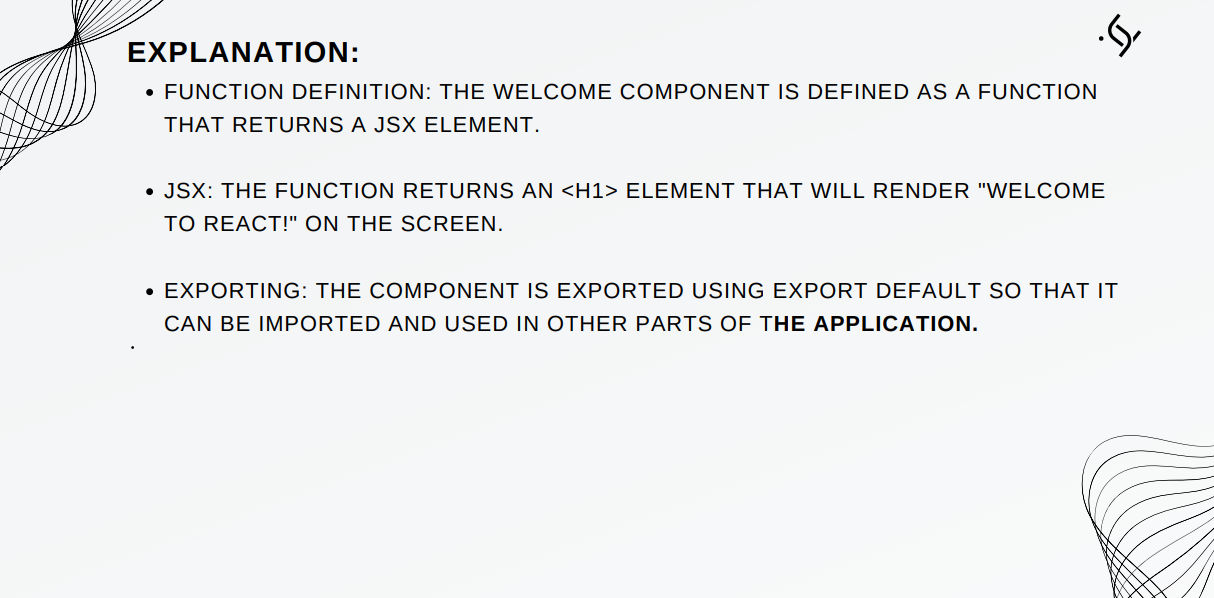 EXPLANATION:
• FUNCTION DEFINITION: THE WELCOME COMPONENT IS DEFINED AS A FUNCTION
THAT RETURNS A JSX ELEMENT.
• JSX: THE FUNCTION RETURNS AN <H1> ELEMENT THAT WILL RENDER "WELCOME
TO REACT!" ON THE SCREEN.
• EXPORTING: THE COMPONENT IS EXPORTED USING EXPORT DEFAULT SO THAT IT
CAN BE IMPORTED AND USED IN OTHER PARTS OF THE APPLICATION.
.